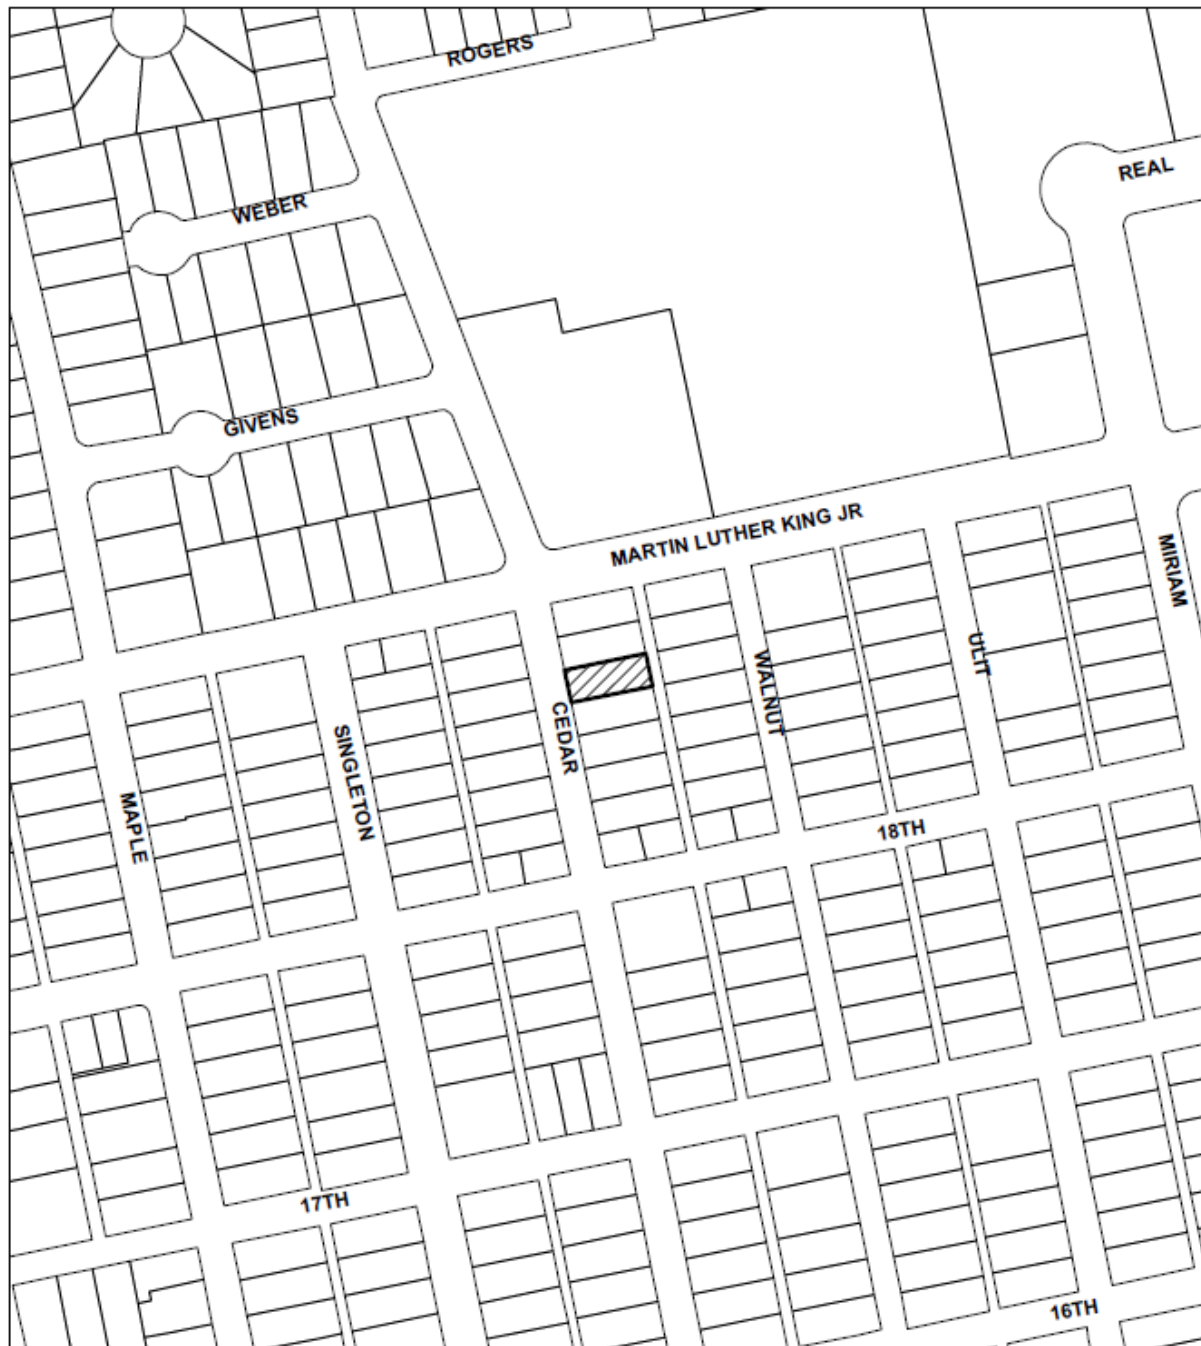 ROGERS
REAL
WEBER
GIVENS
MARTIN LUTHER KING JR
MIRIAM
ULIT
WALNUT
CEDAR
SINGLETON
MAPLE
18TH
17TH
16TH